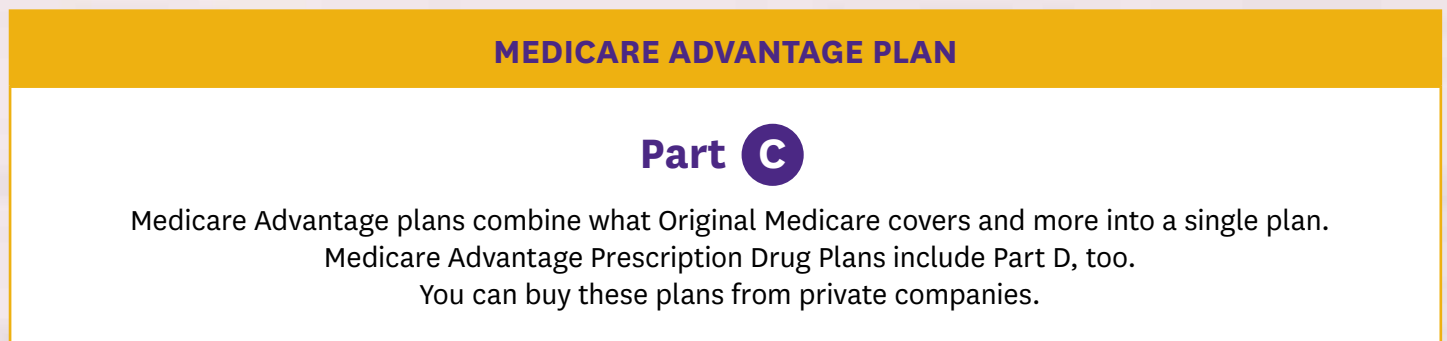 MEDICARE ADVANTAGE PLAN
Part C
Medicare Advantage plans combine what Original Medicare covers and more into a single plan.
Medicare Advantage Prescription Drug Plans include Part D, too.
You can buy these plans from private companies.